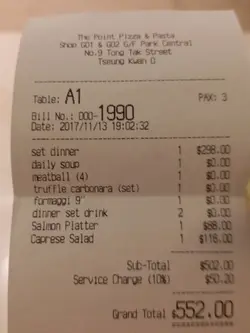 The Point Pizza & Pasta
Shop G01 & G02 G/F Park Central
No.9 Tong Tak Street
Tseung Kwan O
Table: A1 PAX: 3
Bill No.: 000-1990
Date: 2017/11/13 19:02:32
set dinner 1 $298.00
daily soup 1 $0.00
meatball (4) 1 $0.00
truffle carbonara (set) 1 $0.00
formaggi 9" 1 $0.00
dinner set drink 2 $0.00
Salmon Platter 1 $88.00
Caprese Salad 1 $116.00
Sub-Total $502.00
Service Charge (10%) $50.20
Grand Total $552.00